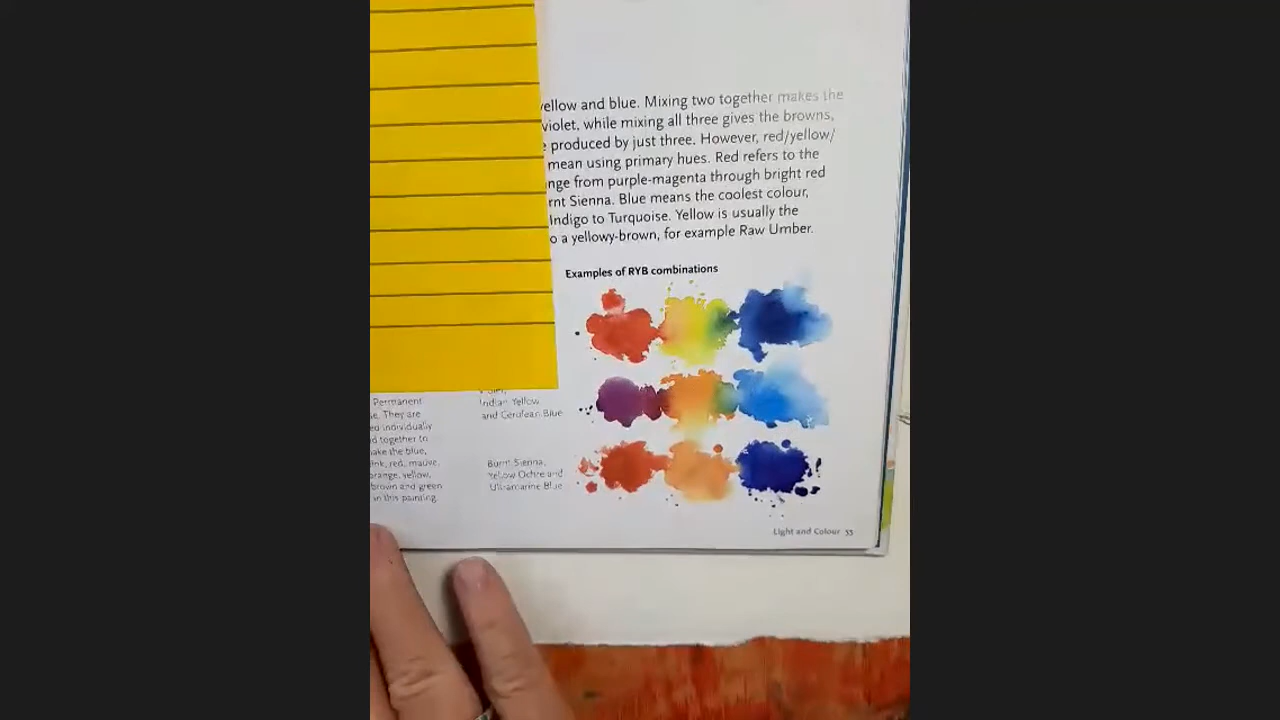 yellow and blue. Mixing two together makes the
violet, while mixing all three gives the browns,
produced by just three. However, red/yellow/
mean using primary hues. Red refers to the
nge from purple-magenta through bright red
rnt Sienna. Blue means the coolest colour,
Indigo to Turquoise. Yellow is usually the
o a yellowy-brown, for example Raw Umber.
Examples of RYB combinations
Indian Yellow
and Cerulean Blue
Burnt Sienna,
Yellow Ochre and
Ultramarine Blue
Permanent
e. They are
ed individually
d together to
ake the blue,
ink, red, mauve,
orange, yellow,
brown and green
in this painting.
Light and Colour 55